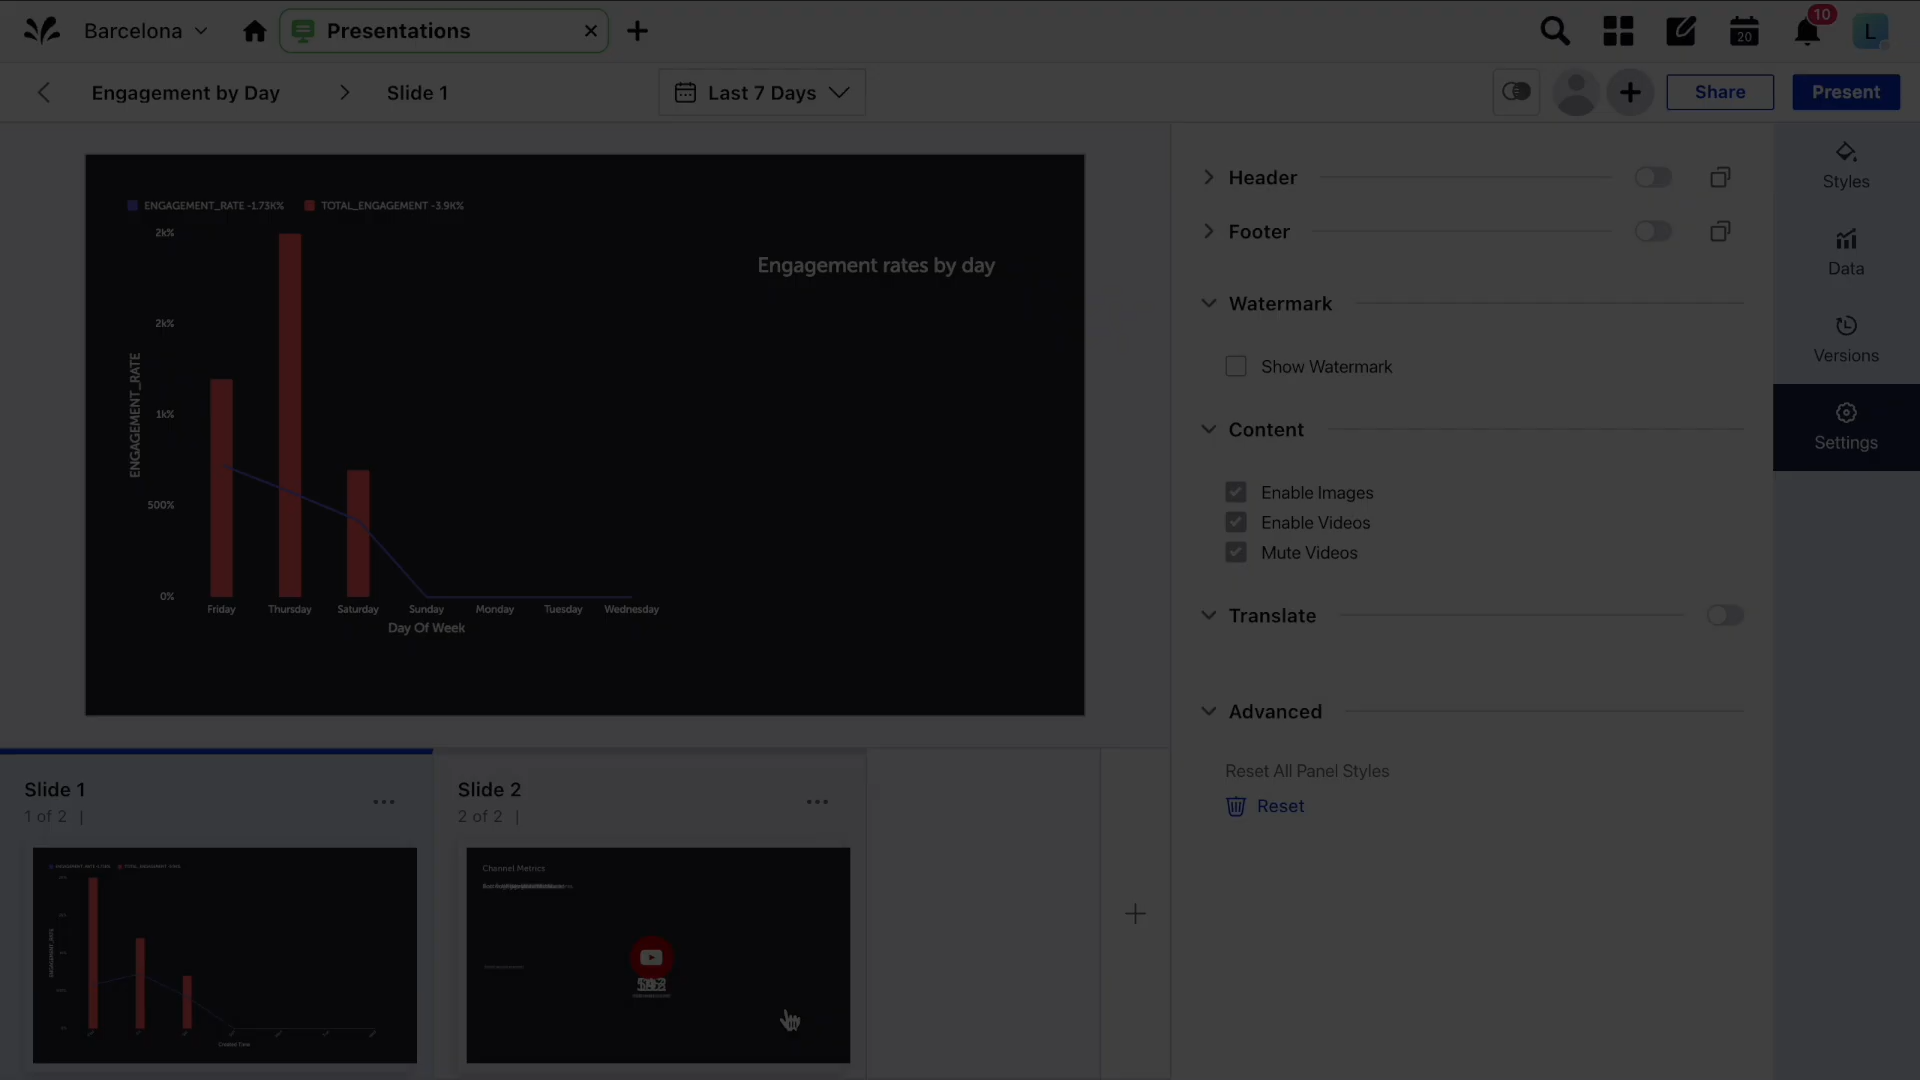 Barcelona
Presentations
20
10
L
Engagement by Day
Slide 1
Last 7 Days
Share
Present
ENGAGEMENT_RATE -1.73K%
TOTAL_ENGAGEMENT -3.9K%
2k%
2k%
1k%
500%
0%
ENGAGEMENT_RATE
Friday
Thursday
Saturday
Sunday
Monday
Tuesday
Wednesday
Day Of Week
Engagement rates by day
Header
Footer
Watermark
Show Watermark
Content
Enable Images
Enable Videos
Mute Videos
Translate
Advanced
Reset All Panel Styles
Reset
Styles
Data
Versions
Settings
Slide 1
1 of 2 |
Slide 2
2 of 2 |
Created Time
Channel Metrics